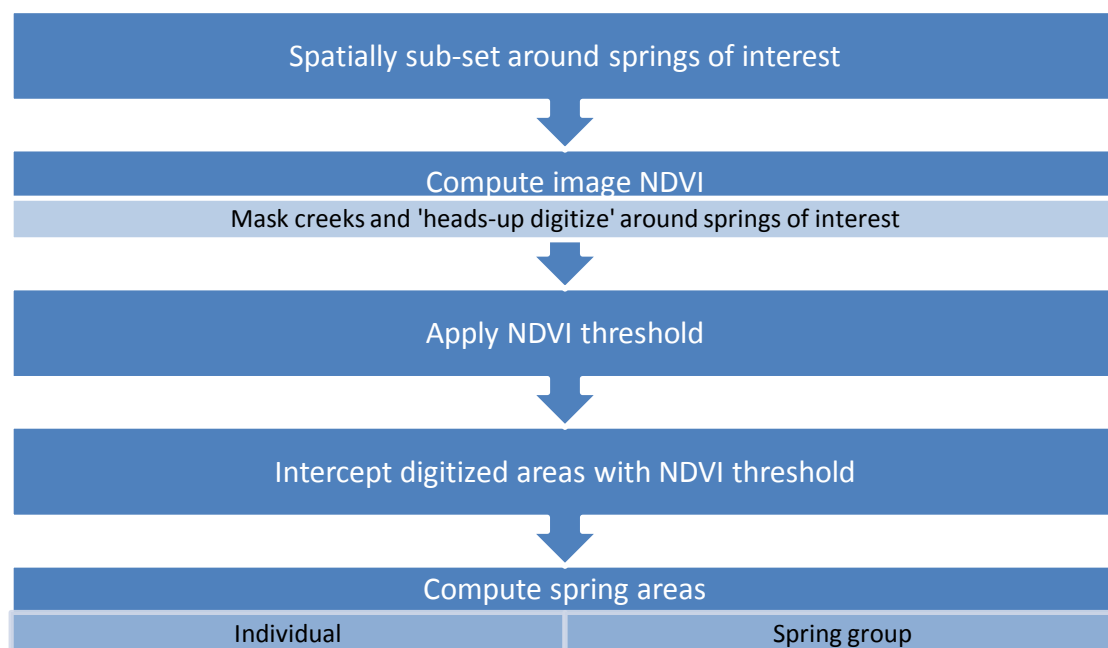 Spatially sub-set around springs of interest
Compute image NDVI
Mask creeks and 'heads-up digitize' around springs of interest
Apply NDVI threshold
Intercept digitized areas with NDVI threshold
Compute spring areas
Individual
Spring group